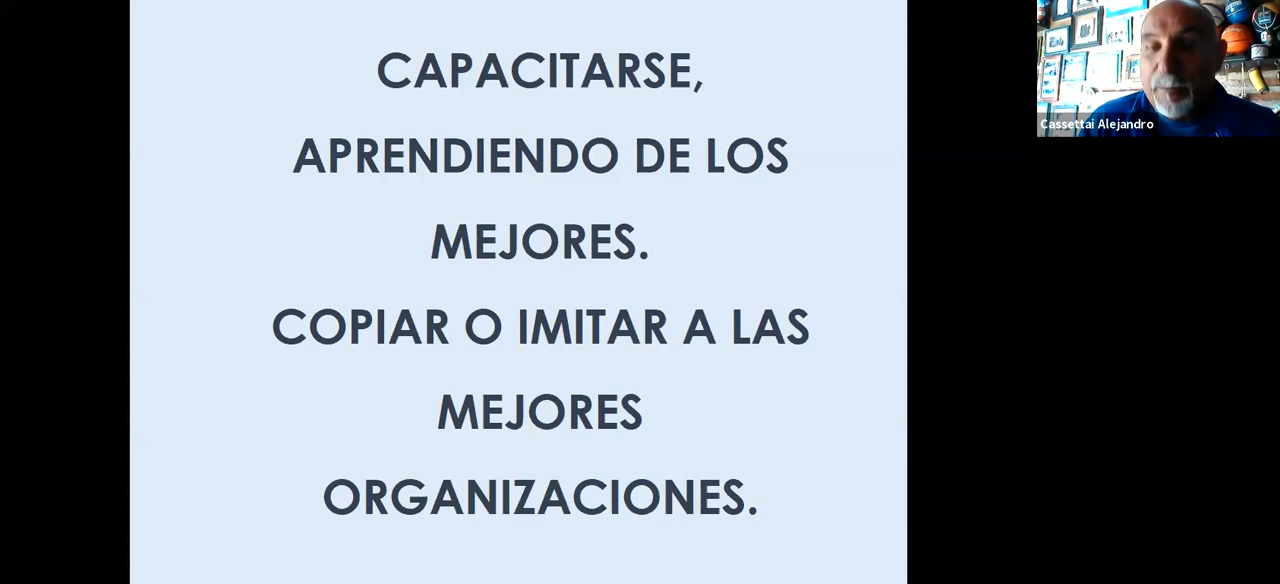 CAPACITARSE,
APRENDIENDO DE LOS
MEJORES.
COPIAR O IMITAR A LAS
MEJORES
ORGANIZACIONES.
Cassettai Alejandro